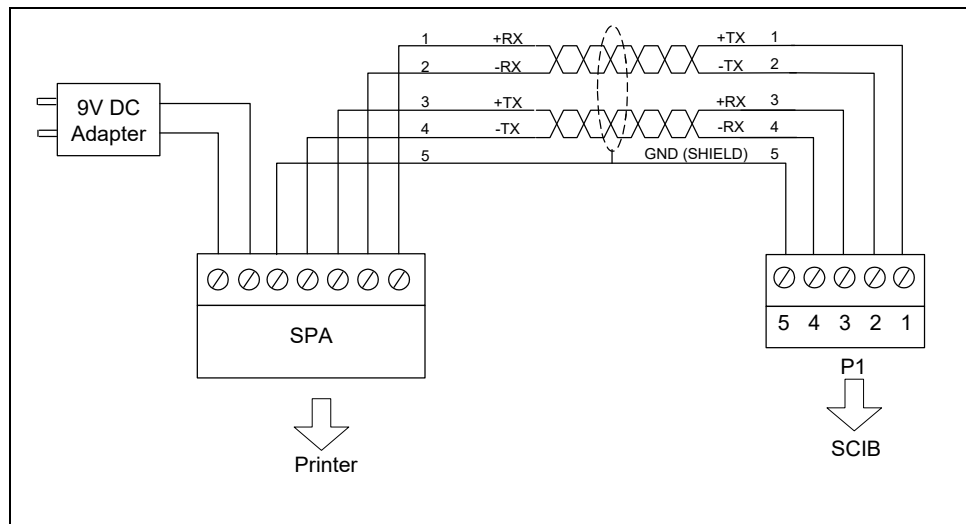 1 +RX +TX 1
2 -RX -TX 2
9V DC
Adapter
3 +TX +RX 3
4 -TX -RX 4
5 GND (SHIELD) 5
SPA
5 4 3 2 1
P1
Printer
SCIB